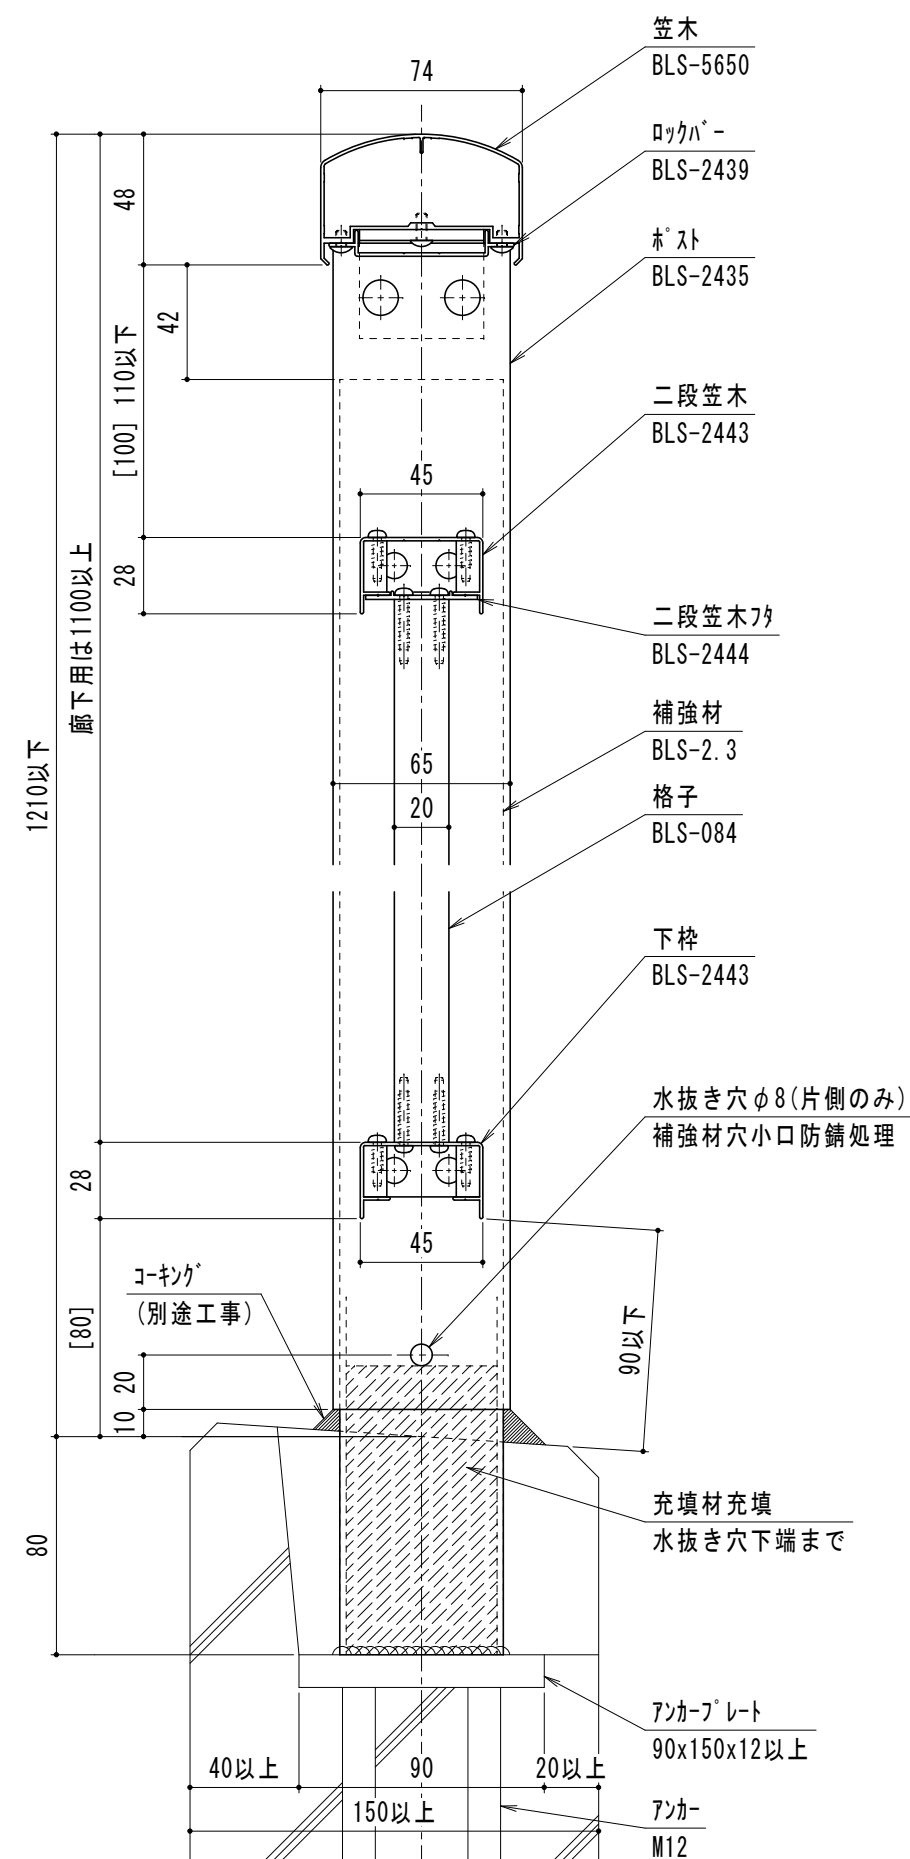 笠木
BLS-5650
74
ﾛｯｸﾊﾞｰ
BLS-2439
48
ﾎﾟｽﾄ
BLS-2435
42
[100] 110以下
二段笠木
BLS-2443
45
28
廊下用は1100以上
二段笠木ﾌﾀ
BLS-2444
補強材
BLS-2.3
65
1210以下
20
格子
BLS-084
下枠
BLS-2443
水抜き穴φ8(片側のみ)
補強材穴小口防錆処理
28
45
ｺｰｷﾝｸﾞ
(別途工事)
[80]
90以下
20
10
充填材充填
水抜き穴下端まで
80
ｱﾝｶｰﾌﾟﾚｰﾄ
90x150x12以上
40以上
90
20以上
150以上
ｱﾝｶｰ
M12